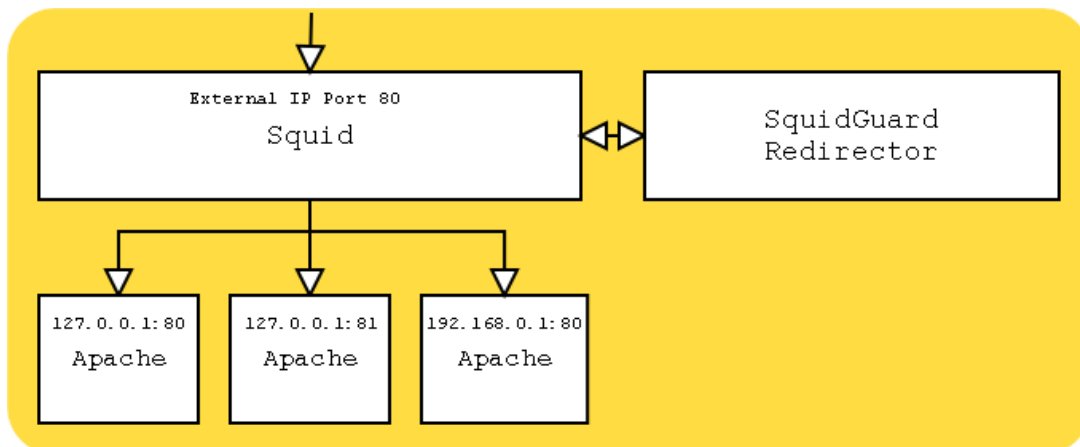 External IP Port 80
Squid
SquidGuard
Redirector
127.0.0.1:80
Apache
127.0.0.1:81
Apache
192.168.0.1:80
Apache